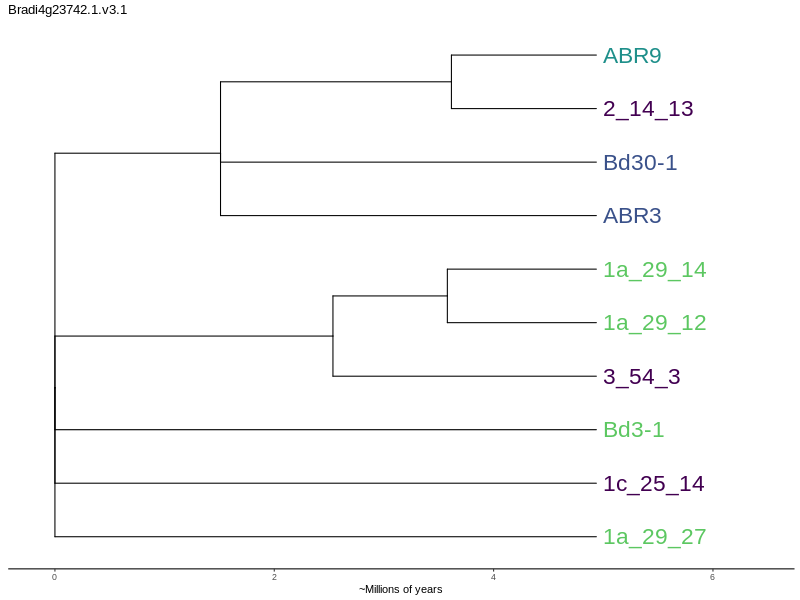 Bradi4g23742.1.v3.1
ABR9
2_14_13
Bd30-1
ABR3
1a_29_14
1a_29_12
3_54_3
Bd3-1
1c_25_14
1a_29_27
0 2 4 6
~Millions of years